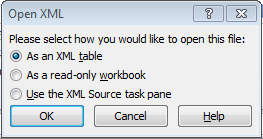 Open XML
?
Please select how you would like to open this file:
As an XML table
As a read-only workbook
Use the XML Source task pane
OK
Cancel
Help